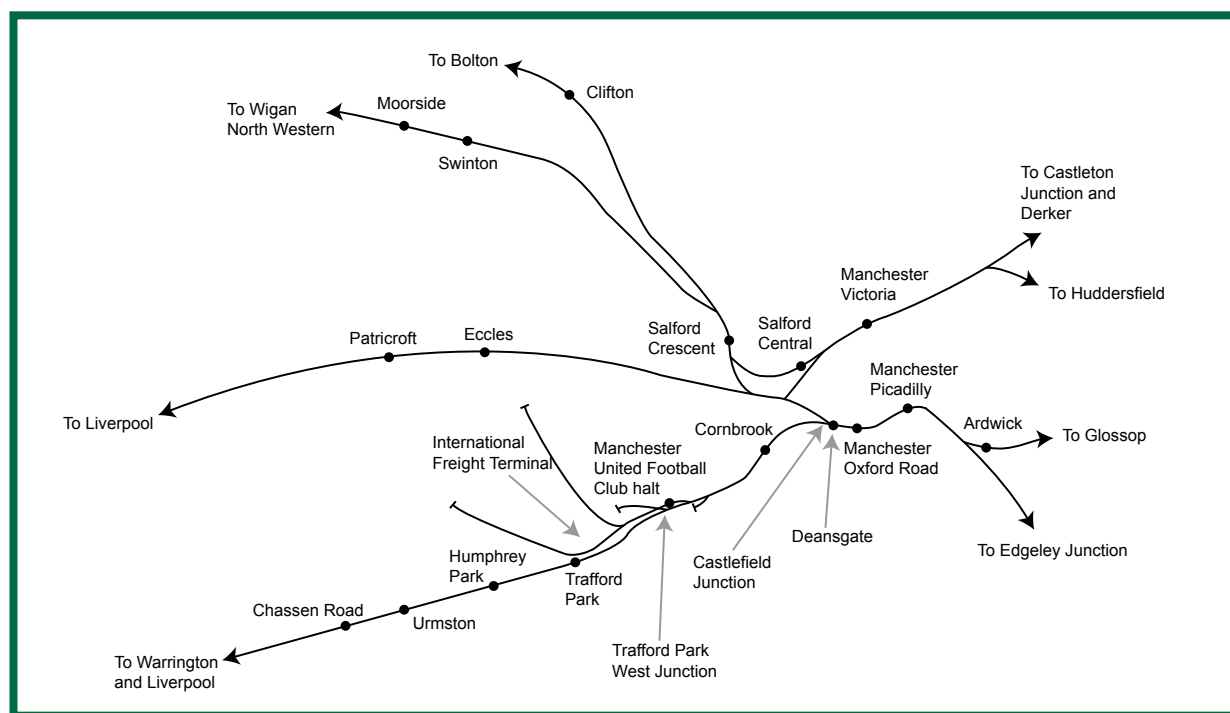 To Bolton
Clifton
To Wigan
North Western
Moorside
Swinton
To Castleton
Junction and
Derker
Manchester
Victoria
To Huddersfield
Salford
Crescent
Salford
Central
Patricroft
Eccles
Manchester
Picadilly
To Liverpool
Cornbrook
Ardwick
To Glossop
International
Freight Terminal
Manchester
United Football
Club halt
Manchester
Oxford Road
Deansgate
To Edgeley Junction
Castlefield
Junction
Humphrey
Park
Trafford
Park
Chassen Road
Urmston
Trafford Park
West Junction
To Warrington
and Liverpool